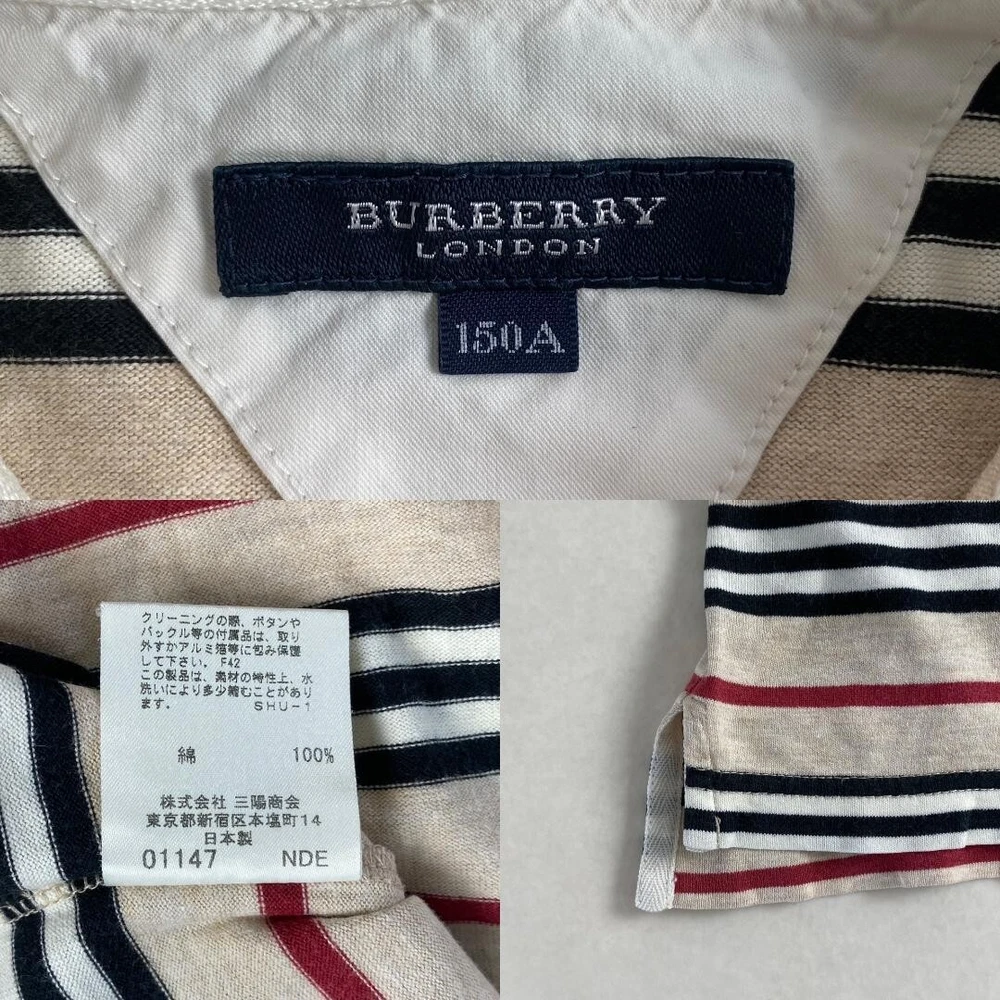 BURBERRY
LONDON
150A
クリーニングの際、ボタンや
バックル等の付属品は、取り
外すかアルミ箔等に包み保護
して下さい。 F42
この製品は、素材の特性上、水
洗いにより多少縮むことがあり
ます。 SHU-1
綿 100%
株式会社 三陽商会
東京都新宿区本塩町14
日本製
01147 NDE